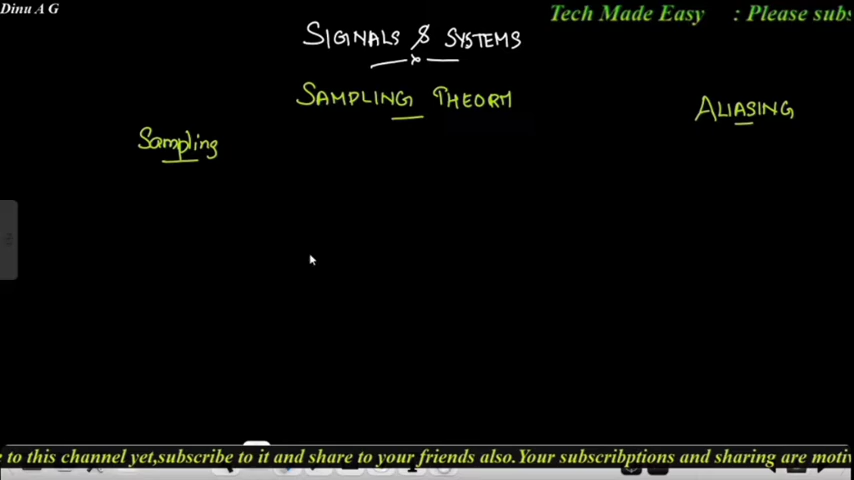 Dinu A G
Tech Made Easy : Please subs
SIGNALS & SYSTEMS
SAMPLING THEORM
ALIASING
Sampling
e to this channel yet,subscribe to it and share to your friends also.Your subscribptions and sharing are motiv